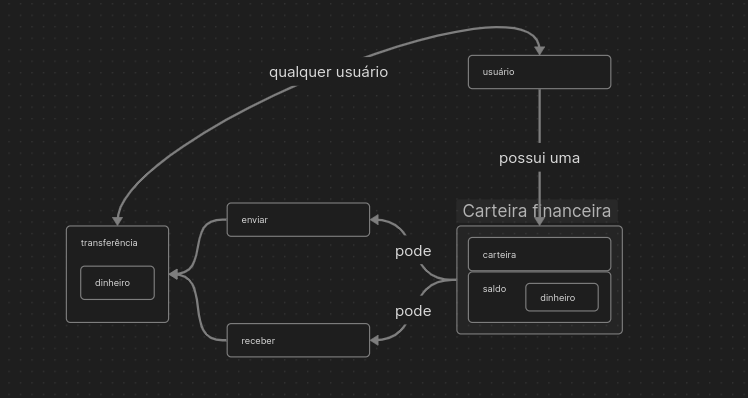 qualquer usuário
usuário
possui uma
Carteira financeira
enviar
transferência
dinheiro
pode
carteira
saldo
dinheiro
pode
receber